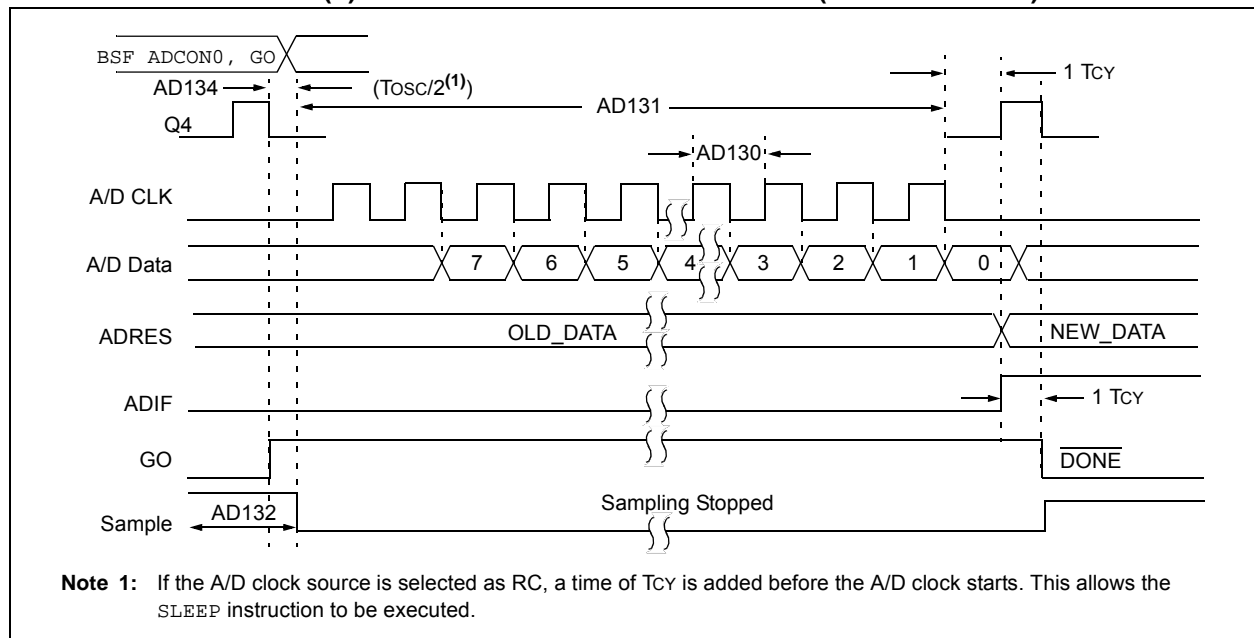 BSF ADCON0, GO
1 TCY
AD134
(TOSC/2(1))
AD131
Q4
AD130
A/D CLK
A/D Data
7 6 5 4 3 2 1 0
ADRES
OLD_DATA
NEW_DATA
ADIF
1 TCY
GO
DONE
Sample
AD132
Sampling Stopped
Note 1: If the A/D clock source is selected as RC, a time of TCY is added before the A/D clock starts. This allows the
SLEEP instruction to be executed.